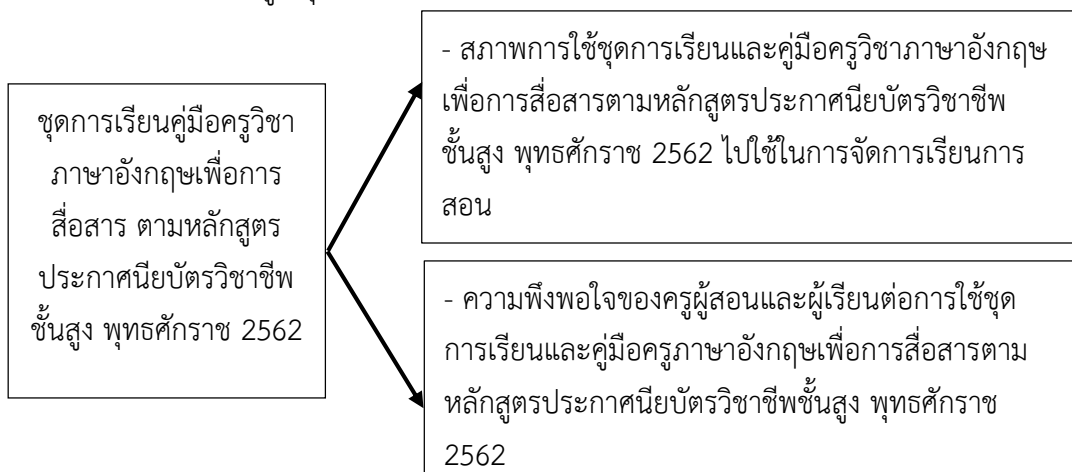 ชุดการเรียนคู่มือครูวิชา
ภาษาอังกฤษเพื่อการ
สื่อสาร ตามหลักสูตร
ประกาศนียบัตรวิชาชีพ
ชั้นสูง พุทธศักราช 2562
- สภาพการใช้ชุดการเรียนและคู่มือครูวิชาภาษาอังกฤษ
เพื่อการสื่อสารตามหลักสูตรประกาศนียบัตรวิชาชีพ
ชั้นสูง พุทธศักราช 2562 ไปใช้ในการจัดการเรียนการ
สอน
- ความพึงพอใจของครูผู้สอนและผู้เรียนต่อการใช้ชุด
การเรียนและคู่มือครูภาษาอังกฤษเพื่อการสื่อสารตาม
หลักสูตรประกาศนียบัตรวิชาชีพชั้นสูง พุทธศักราช
2562